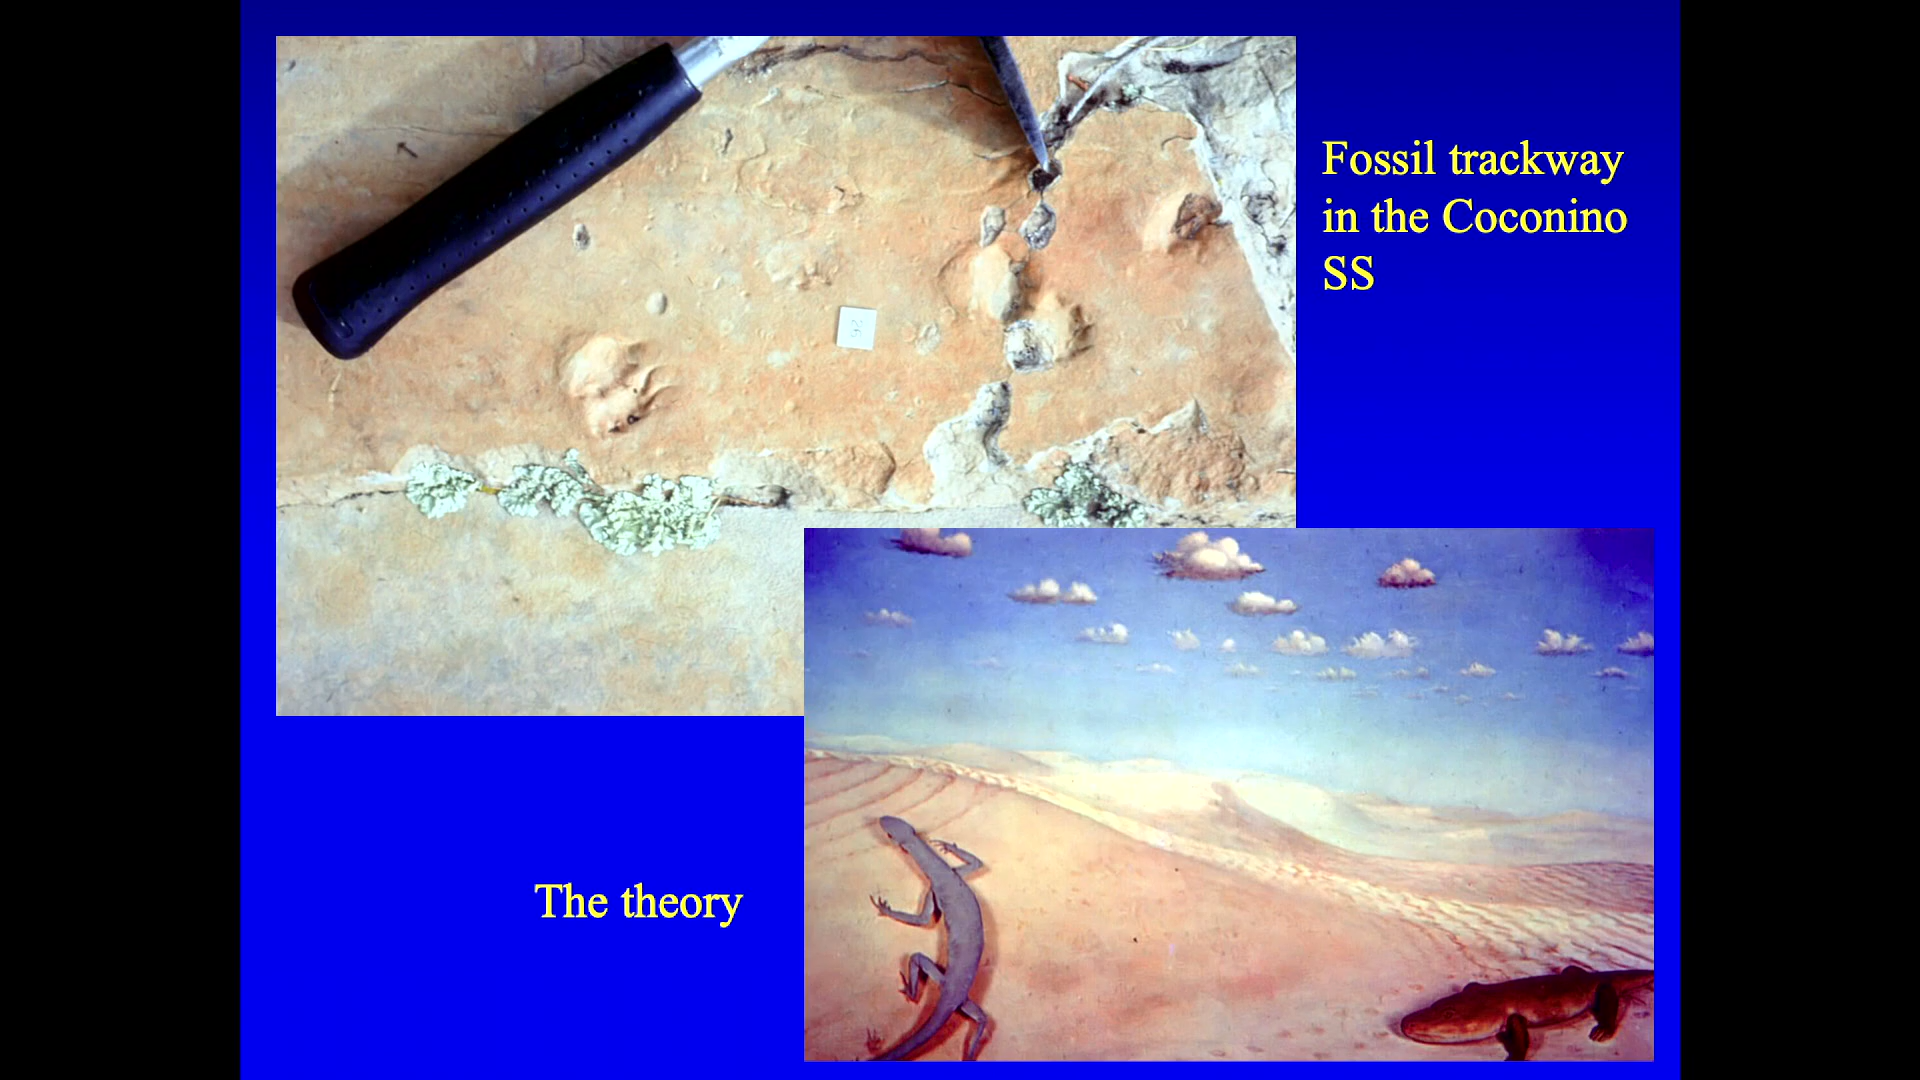 Fossil trackway
in the Coconino
SS
The theory